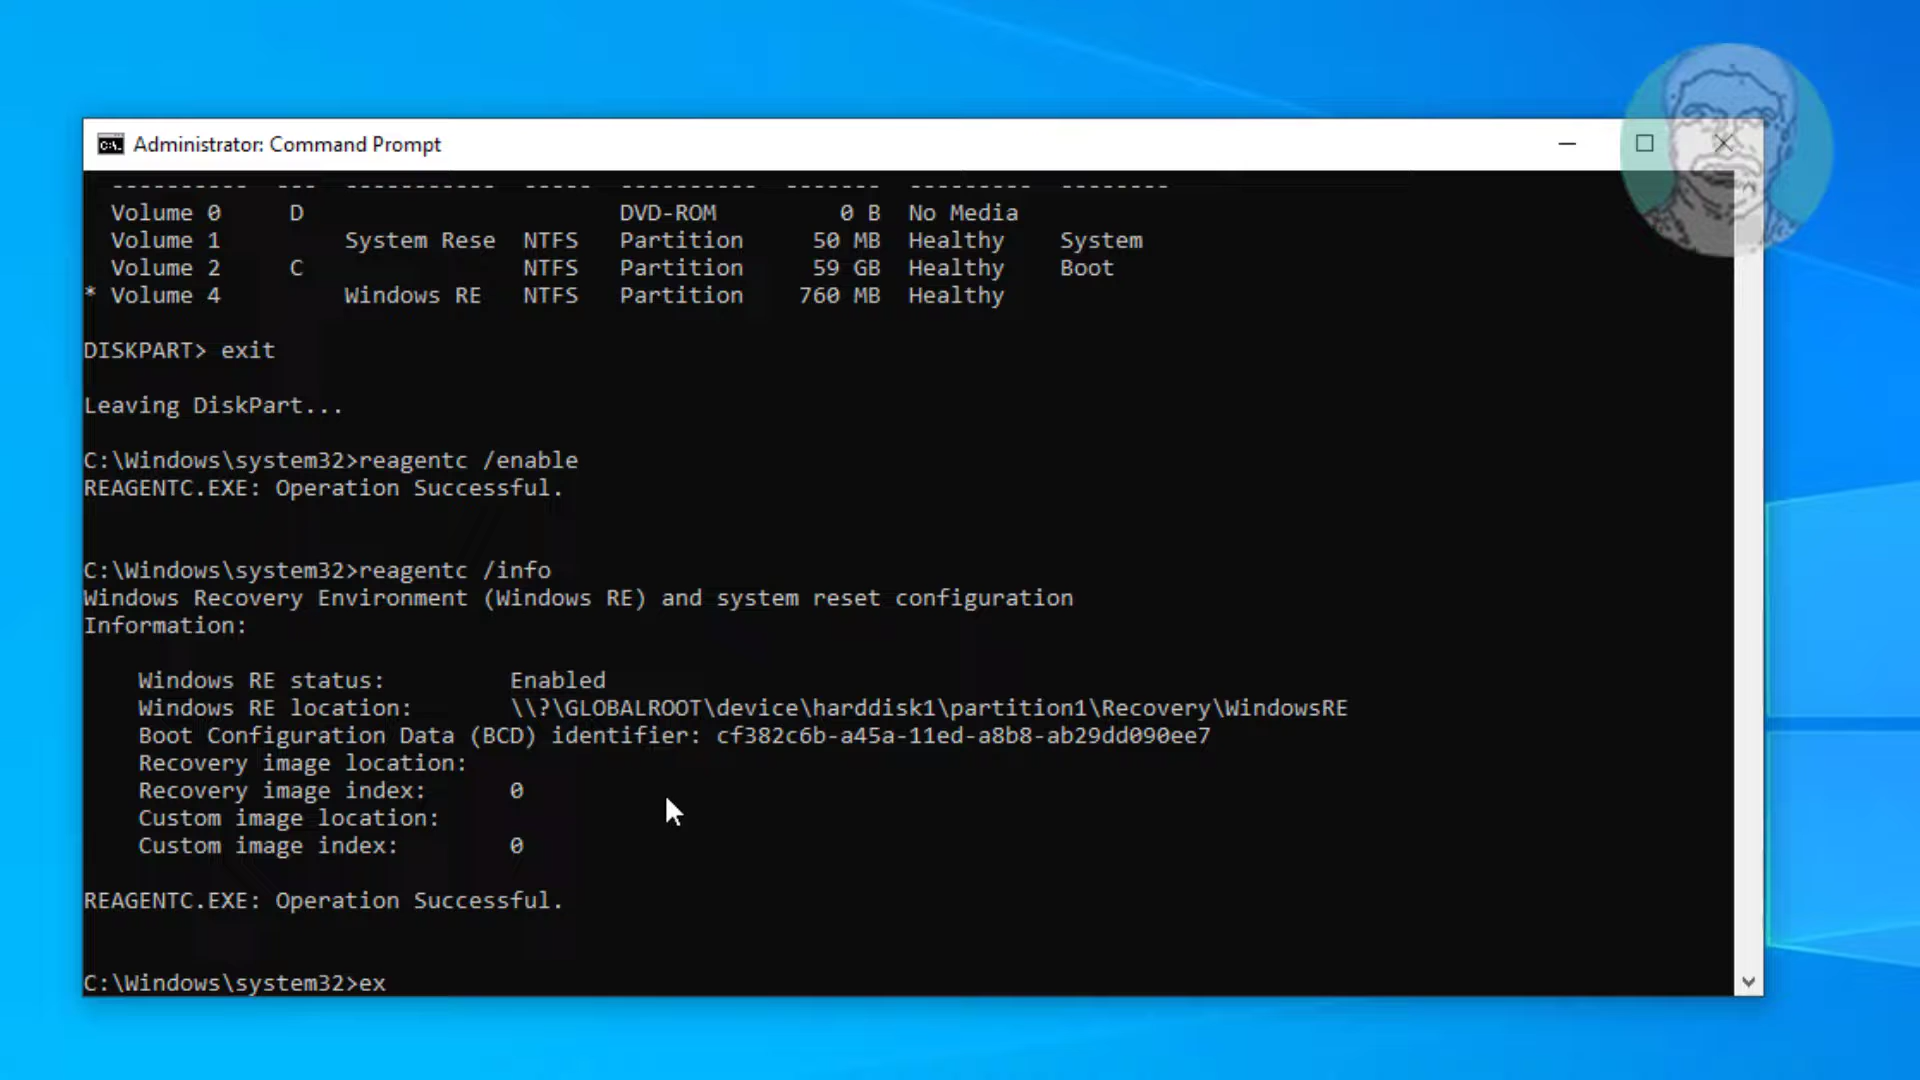 Administrator: Command Prompt
---------- --- ----------- ----- ---------- ------- --------- --------
Volume 0 D DVD-ROM 0 B No Media
Volume 1 System Rese NTFS Partition 50 MB Healthy System
Volume 2 C NTFS Partition 59 GB Healthy Boot
* Volume 4 Windows RE NTFS Partition 760 MB Healthy
DISKPART> exit
Leaving DiskPart...
C:\Windows\system32>reagentc /enable
REAGENTC.EXE: Operation Successful.
C:\Windows\system32>reagentc /info
Windows Recovery Environment (Windows RE) and system reset configuration
Information:
Windows RE status: Enabled
Windows RE location: \\?\GLOBALROOT\device\harddisk1\partition1\Recovery\WindowsRE
Boot Configuration Data (BCD) identifier: cf382c6b-a45a-11ed-a8b8-ab29dd090ee7
Recovery image location:
Recovery image index: 0
Custom image location:
Custom image index: 0
REAGENTC.EXE: Operation Successful.
C:\Windows\system32>ex